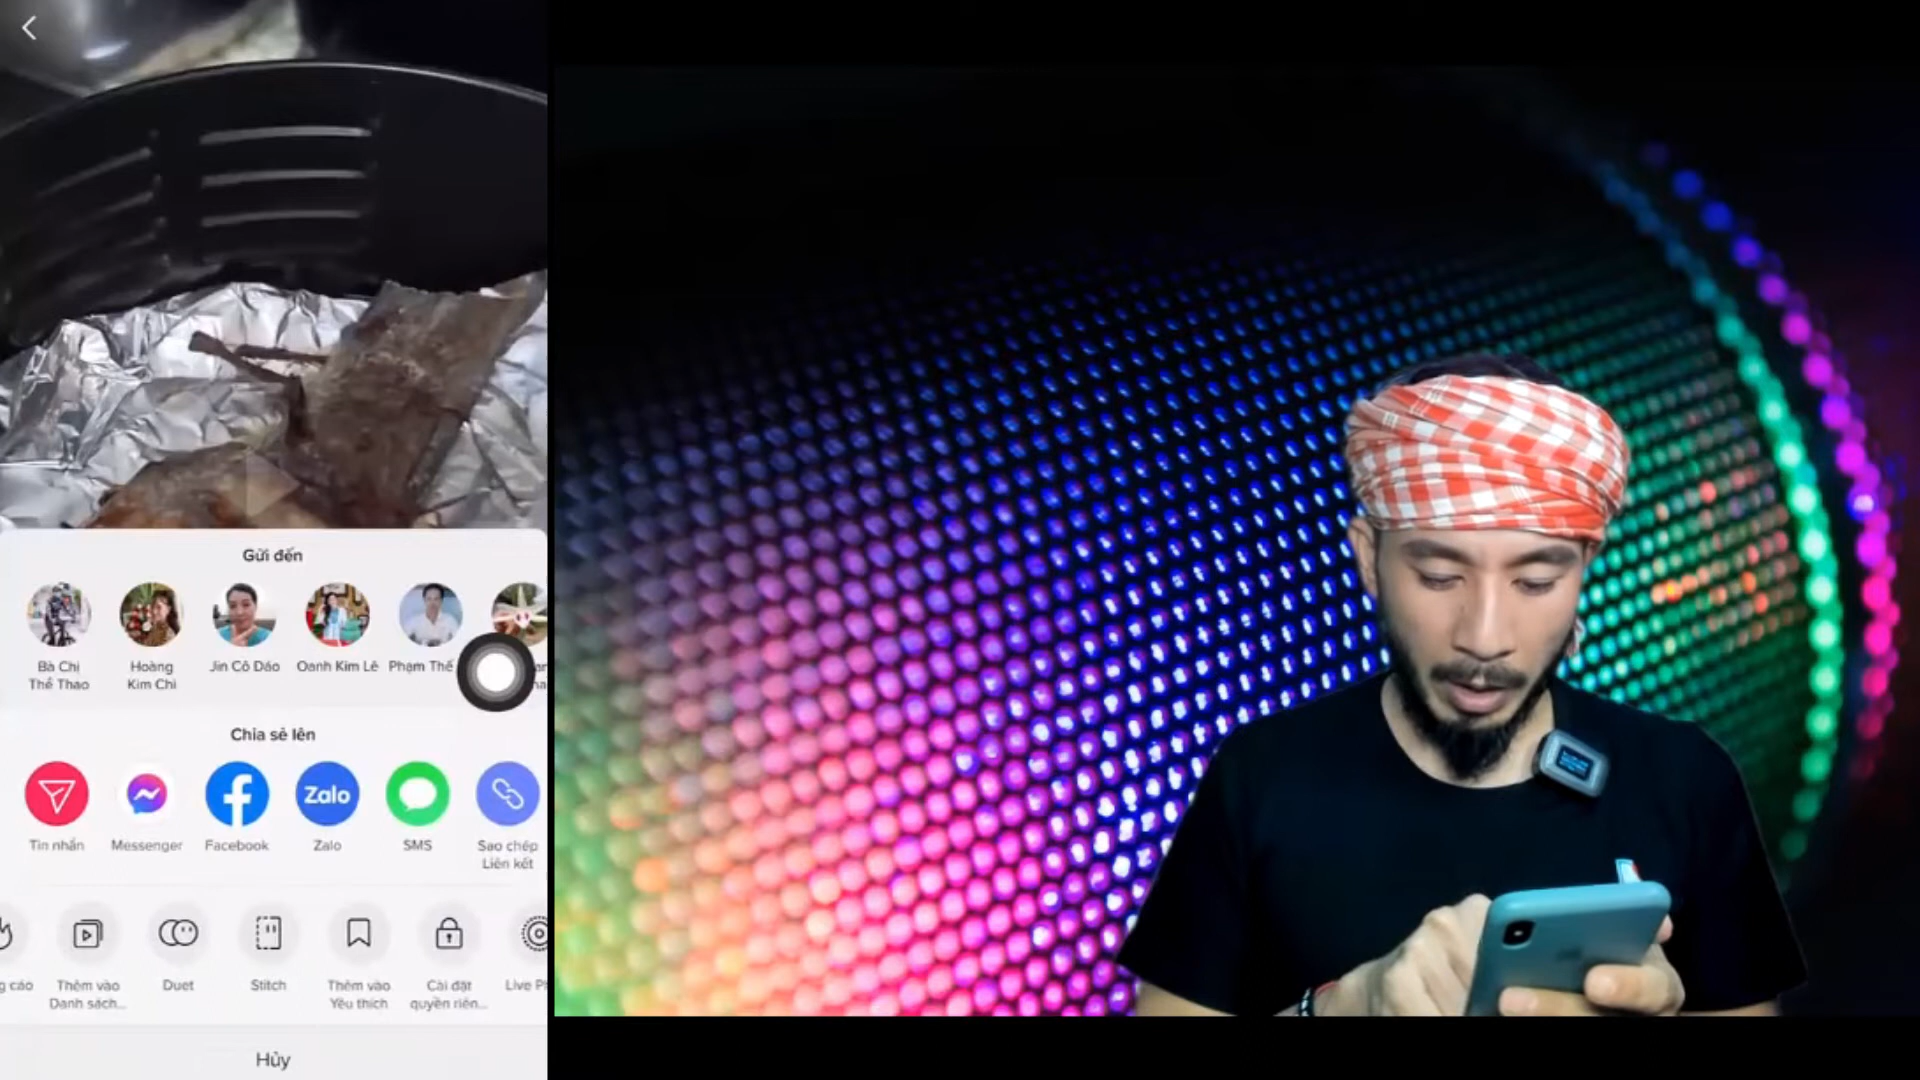 Gửi đến
Bà Chị
Thể Thao
Hoàng
Kim Chi
Jin Cô Dáo
Oanh Kim Lê
Phạm Thế
Chia sẻ lên
Tin nhắn
Messenger
Facebook
Zalo
Zalo
SMS
Sao chép
Liên kết
g cáo
Thêm vào
Danh sách...
Duet
Stitch
Thêm vào
Yêu thích
Cài đặt
quyền riên...
Live Ph
Hủy